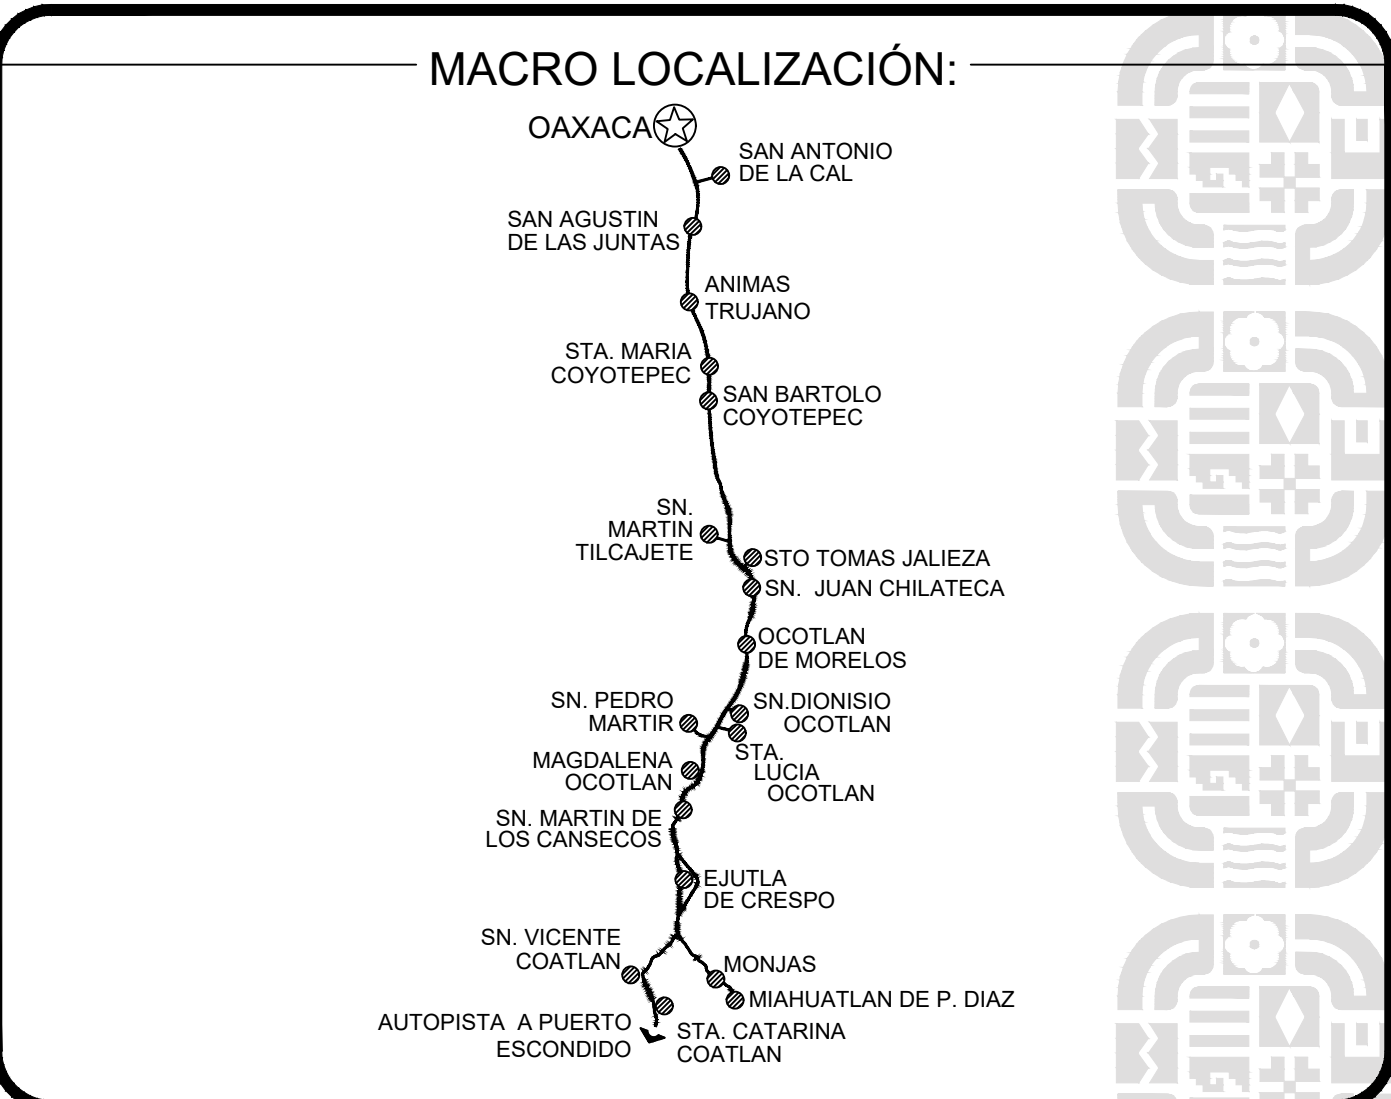 MACRO LOCALIZACIÓN:
OAXACA
SAN ANTONIO
DE LA CAL
SAN AGUSTIN
DE LAS JUNTAS
ANIMAS
TRUJANO
STA. MARIA
COYOTEPEC
SAN BARTOLO
COYOTEPEC
SN.
MARTIN
TILCAJETE
STO TOMAS JALIEZA
SN. JUAN CHILATECA
OCOTLAN
DE MORELOS
SN. PEDRO
MARTIR
SN.DIONISIO
OCOTLAN
STA.
LUCIA
OCOTLAN
MAGDALENA
OCOTLAN
SN. MARTIN DE
LOS CANSECOS
EJUTLA
DE CRESPO
SN. VICENTE
COATLAN
MONJAS
MIAHUATLAN DE P. DIAZ
AUTOPISTA A PUERTO
ESCONDIDO
STA. CATARINA
COATLAN